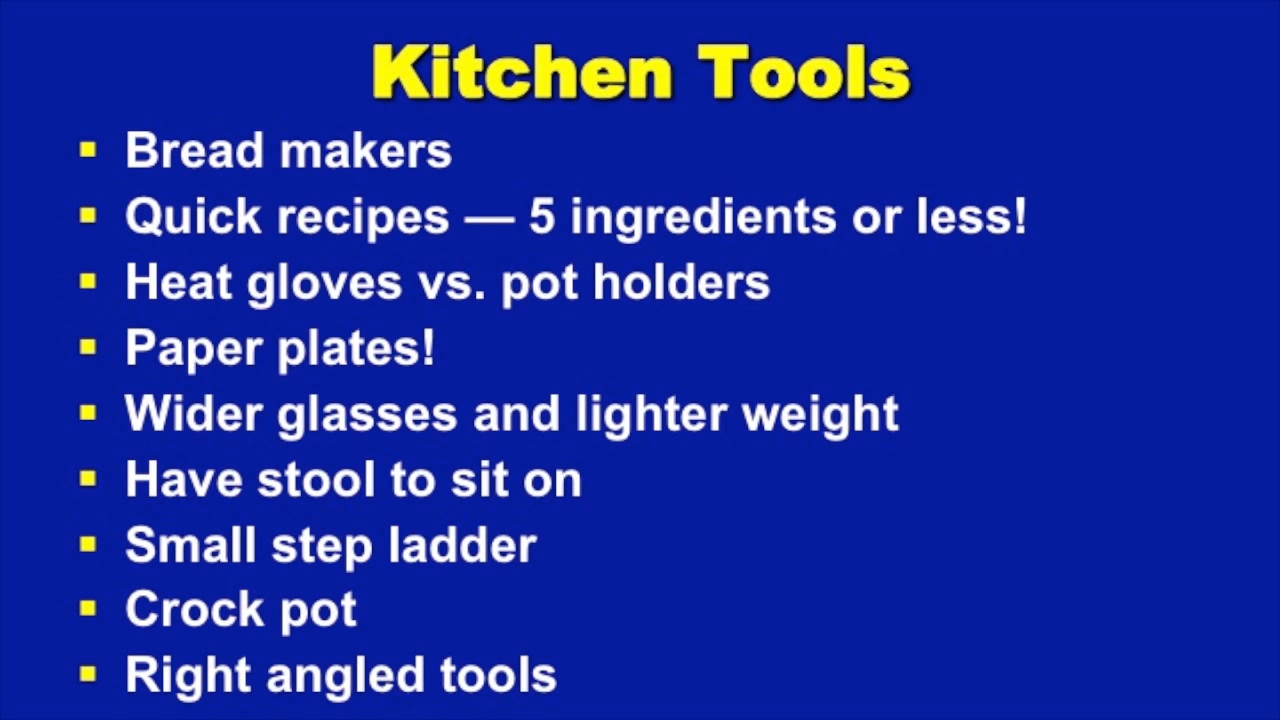 Kitchen Tools
▪ Bread makers
▪ Quick recipes — 5 ingredients or less!
▪ Heat gloves vs. pot holders
▪ Paper plates!
▪ Wider glasses and lighter weight
▪ Have stool to sit on
▪ Small step ladder
▪ Crock pot
▪ Right angled tools